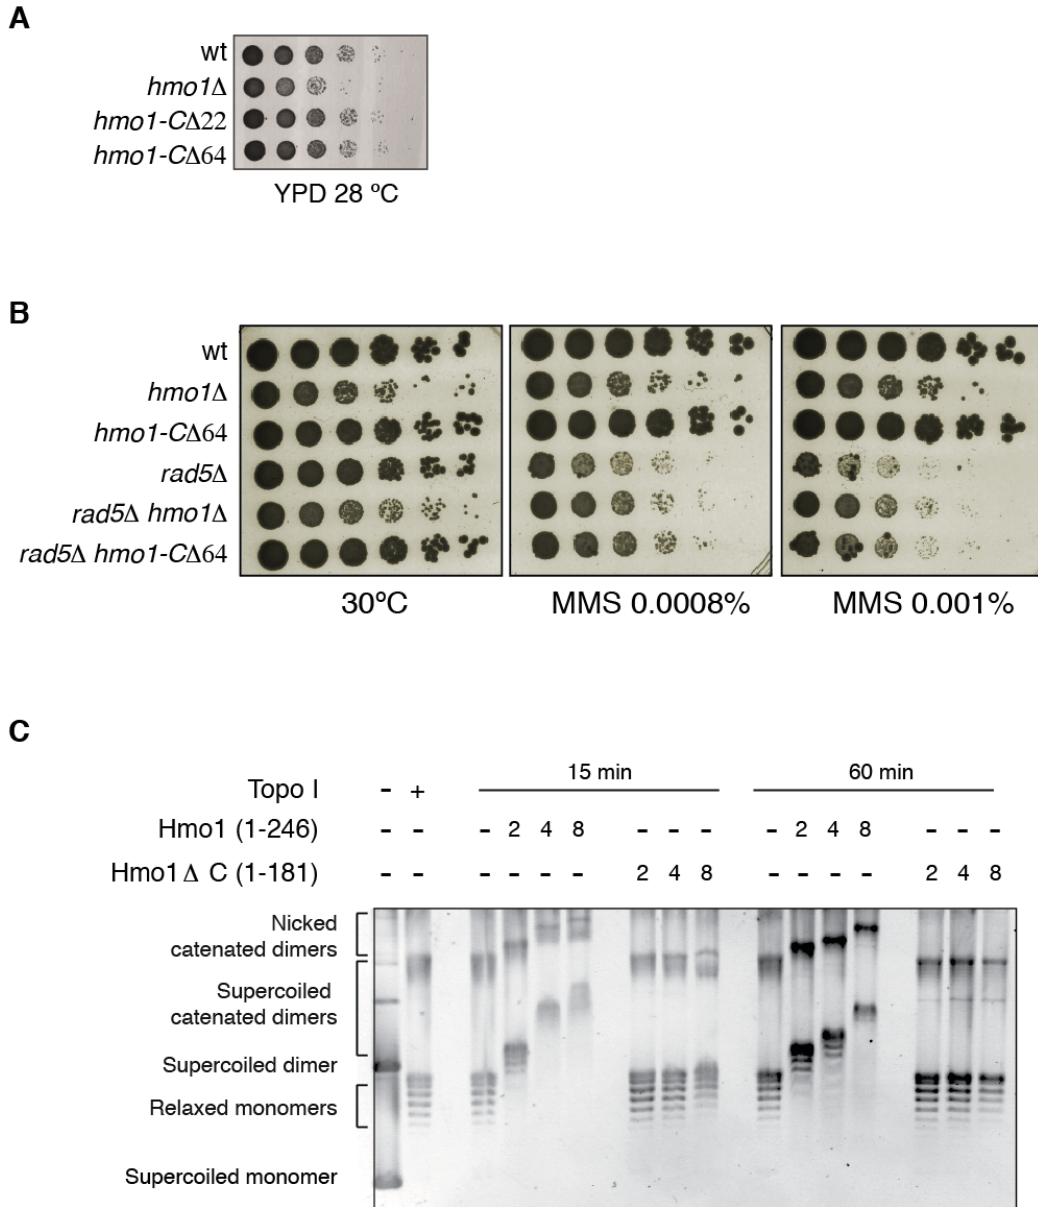 A
wt
hmo1Δ
hmo1-CΔ22
hmo1-CΔ64
YPD 28 ºC
B
wt
hmo1Δ
hmo1-CΔ64
rad5Δ
rad5Δ hmo1Δ
rad5Δ hmo1-CΔ64
30ºC MMS 0.0008% MMS 0.001%
C
15 min 60 min
Topo I - +
Hmo1 (1-246) - - - 2 4 8 - - - - 2 4 8 - - -
Hmo1Δ C (1-181) - - - - - - 2 4 8 - - - - 2 4 8
Nicked
catenated dimers
Supercoiled
catenated dimers
Supercoiled dimer
Relaxed monomers
Supercoiled monomer